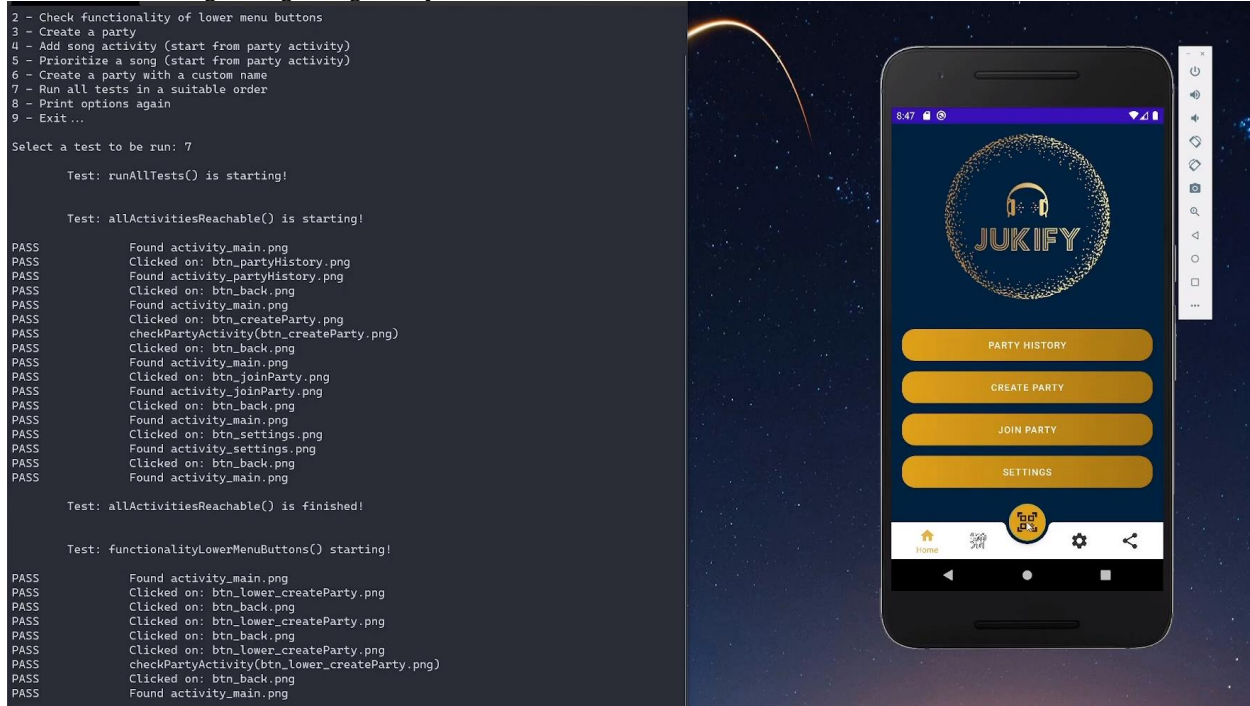 2 – Check functionality of lower menu buttons
3 – Create a party
4 – Add song activity (start from party activity)
5 – Prioritize a song (start from party activity)
6 – Create a party with a custom name
7 – Run all tests in a suitable order
8 – Print options again
9 – Exit...
Select a test to be run: 7
Test: runAllTests() is starting!
Test: allActivitiesReachable() is starting!
PASS Found activity_main.png
PASS Clicked on: btn_partyHistory.png
PASS Found activity_partyHistory.png
PASS Clicked on: btn_back.png
PASS Found activity_main.png
PASS Clicked on: btn_createParty.png
PASS checkPartyActivity(btn_createParty.png)
PASS Clicked on: btn_back.png
PASS Found activity_main.png
PASS Clicked on: btn_joinParty.png
PASS Found activity_joinParty.png
PASS Clicked on: btn_back.png
PASS Found activity_main.png
PASS Clicked on: btn_settings.png
PASS Found activity_settings.png
PASS Clicked on: btn_back.png
PASS Found activity_main.png
Test: allActivitiesReachable() is finished!
Test: functionalityLowerMenuButtons() starting!
PASS Found activity_main.png
PASS Clicked on: btn_lower_createParty.png
PASS Clicked on: btn_back.png
PASS Clicked on: btn_lower_createParty.png
PASS Clicked on: btn_back.png
PASS Clicked on: btn_lower_createParty.png
PASS checkPartyActivity(btn_lower_createParty.png)
PASS Clicked on: btn_back.png
PASS Found activity_main.png
8:47
JUKIFY
PARTY HISTORY
CREATE PARTY
JOIN PARTY
SETTINGS
Home